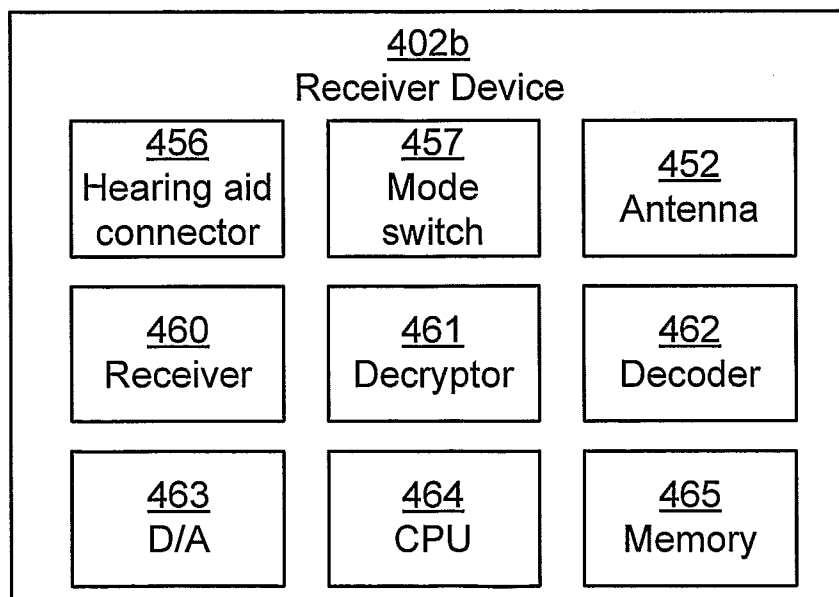 402b
Receiver Device
456
Hearing aid
connector
457
Mode
switch
452
Antenna
460
Receiver
461
Decryptor
462
Decoder
463
D/A
464
CPU
465
Memory